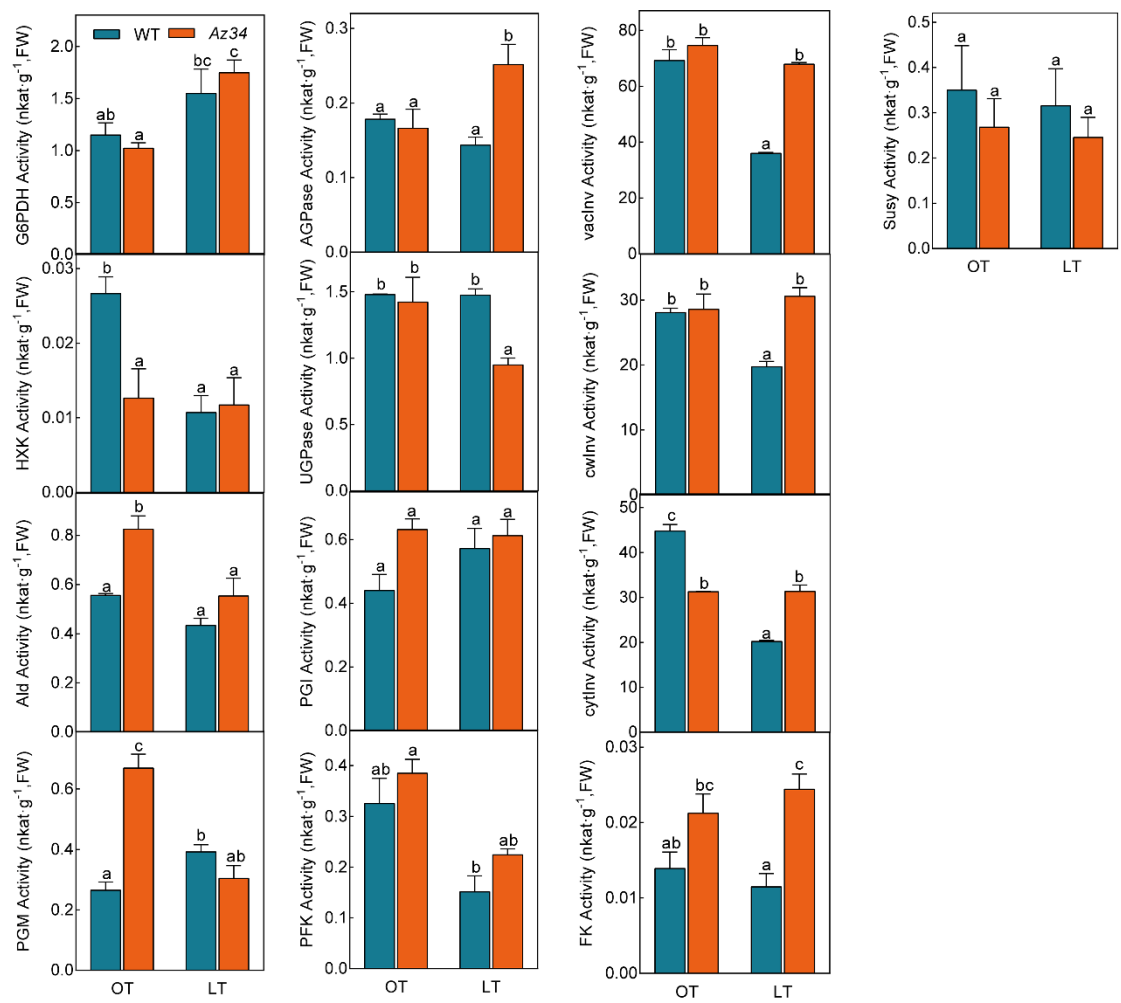 WT Az34
G6PDH Activity (nkat·g⁻¹,FW)
2.0
1.5
1.0
0.5
0.0
ab
a
bc
c
AGPase Activity (nkat·g⁻¹,FW)
0.3
0.2
0.1
0.0
a
a
a
b
vacInv Activity (nkat·g⁻¹,FW)
80
60
40
20
0
b
b
a
b
Susy Activity (nkat·g⁻¹,FW)
0.5
0.4
0.3
0.2
0.1
0.0
a
a
a
a
OT LT
HXK Activity (nkat·g⁻¹,FW)
0.03
0.02
0.01
0.00
b
a
a
a
UGPase Activity (nkat·g⁻¹,FW)
1.5
1.0
1.5
0.0
b
b
b
a
cwInv Activity (nkat·g⁻¹,FW)
30
20
10
0
b
b
a
b
Ald Activity (nkat·g⁻¹,FW)
0.8
0.6
0.4
0.2
0.0
a
b
a
a
PGI Activity (nkat·g⁻¹,FW)
0.6
0.4
0.2
0.0
a
a
a
a
cytInv Activity (nkat·g⁻¹,FW)
50
40
30
20
10
0
c
b
a
b
PGM Activity (nkat·g⁻¹,FW)
0.6
0.4
0.2
0.0
a
c
b
ab
OT LT
PFK Activity (nkat·g⁻¹,FW)
0.4
0.3
0.2
0.1
0.0
ab
a
b
ab
OT LT
FK Activity (nkat·g⁻¹,FW)
0.03
0.02
0.01
0.00
ab
bc
a
c
OT LT